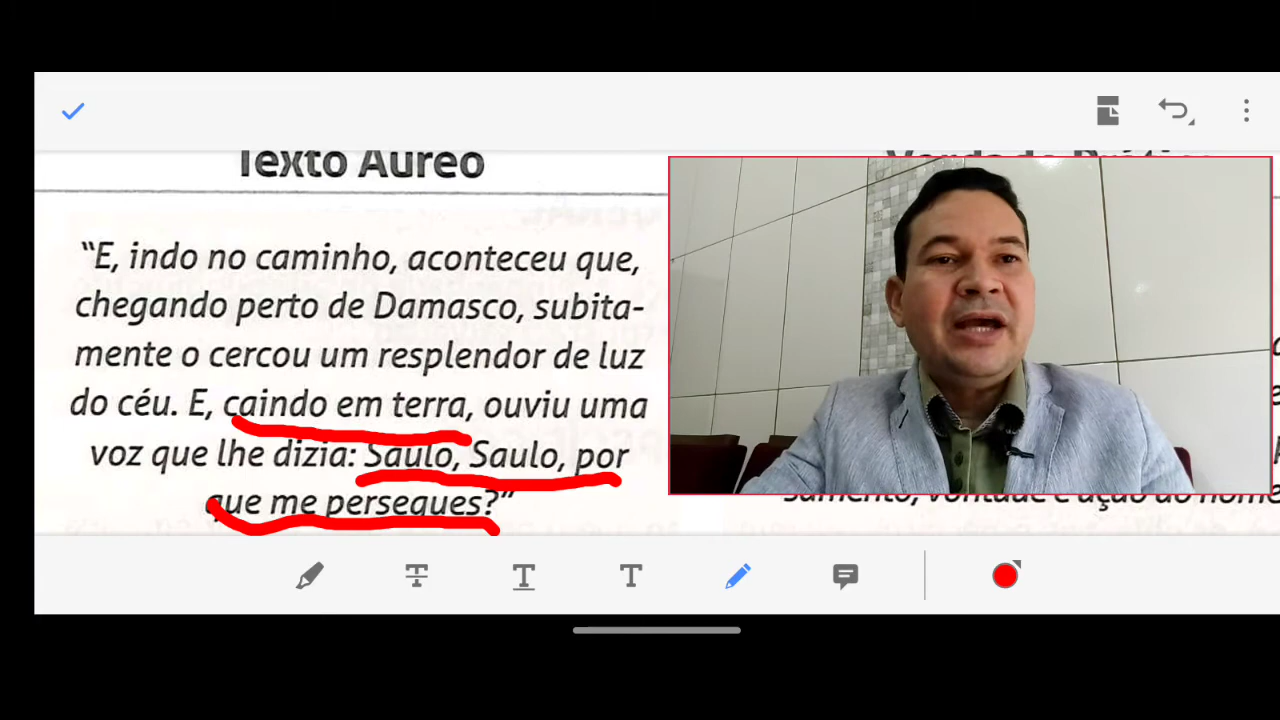 Texto Áureo
“E, indo no caminho, aconteceu que,
chegando perto de Damasco, subita-
mente o cercou um resplendor de luz
do céu. E, caindo em terra, ouviu uma
voz que lhe dizia: Saulo, Saulo, por
que me persegues?”